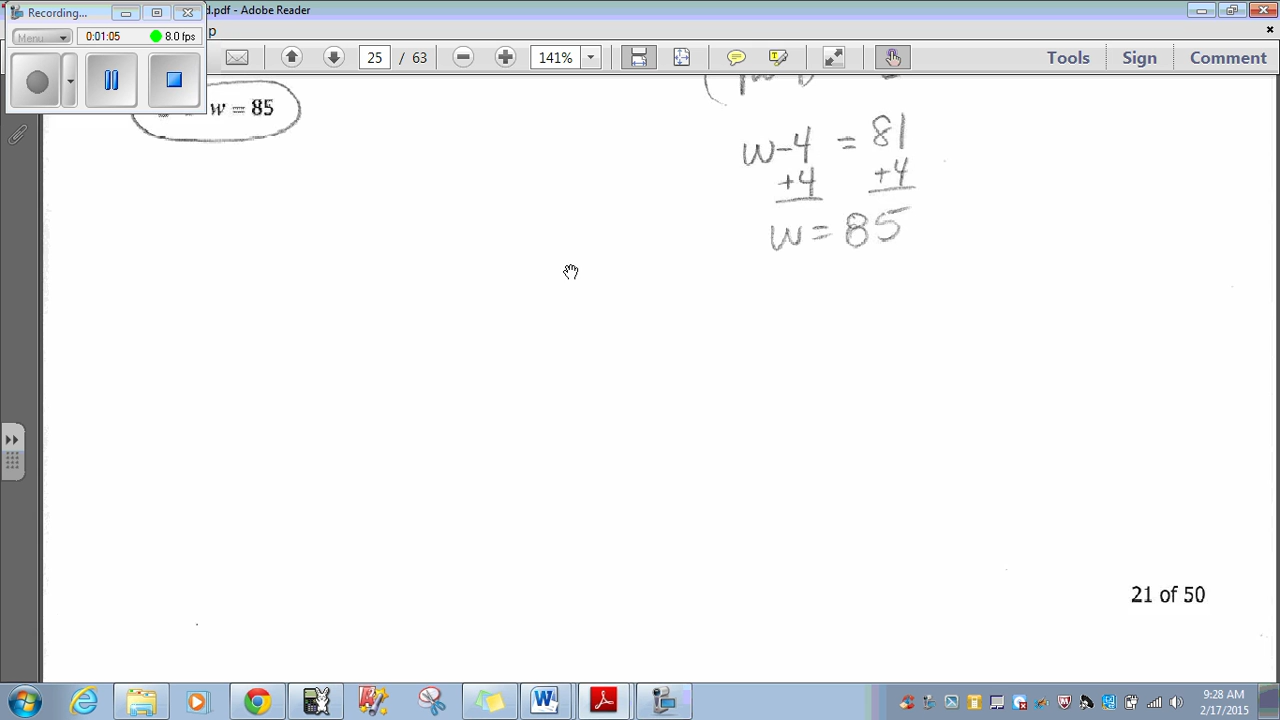 Recording...
d.pdf - Adobe Reader
Menu
0:01:05
8.0 fps
p
25 / 63
141%
Tools
Sign
Comment
w = 85
w-4 = 81
+4 +4
w = 85
21 of 50
9:28 AM
2/17/2015